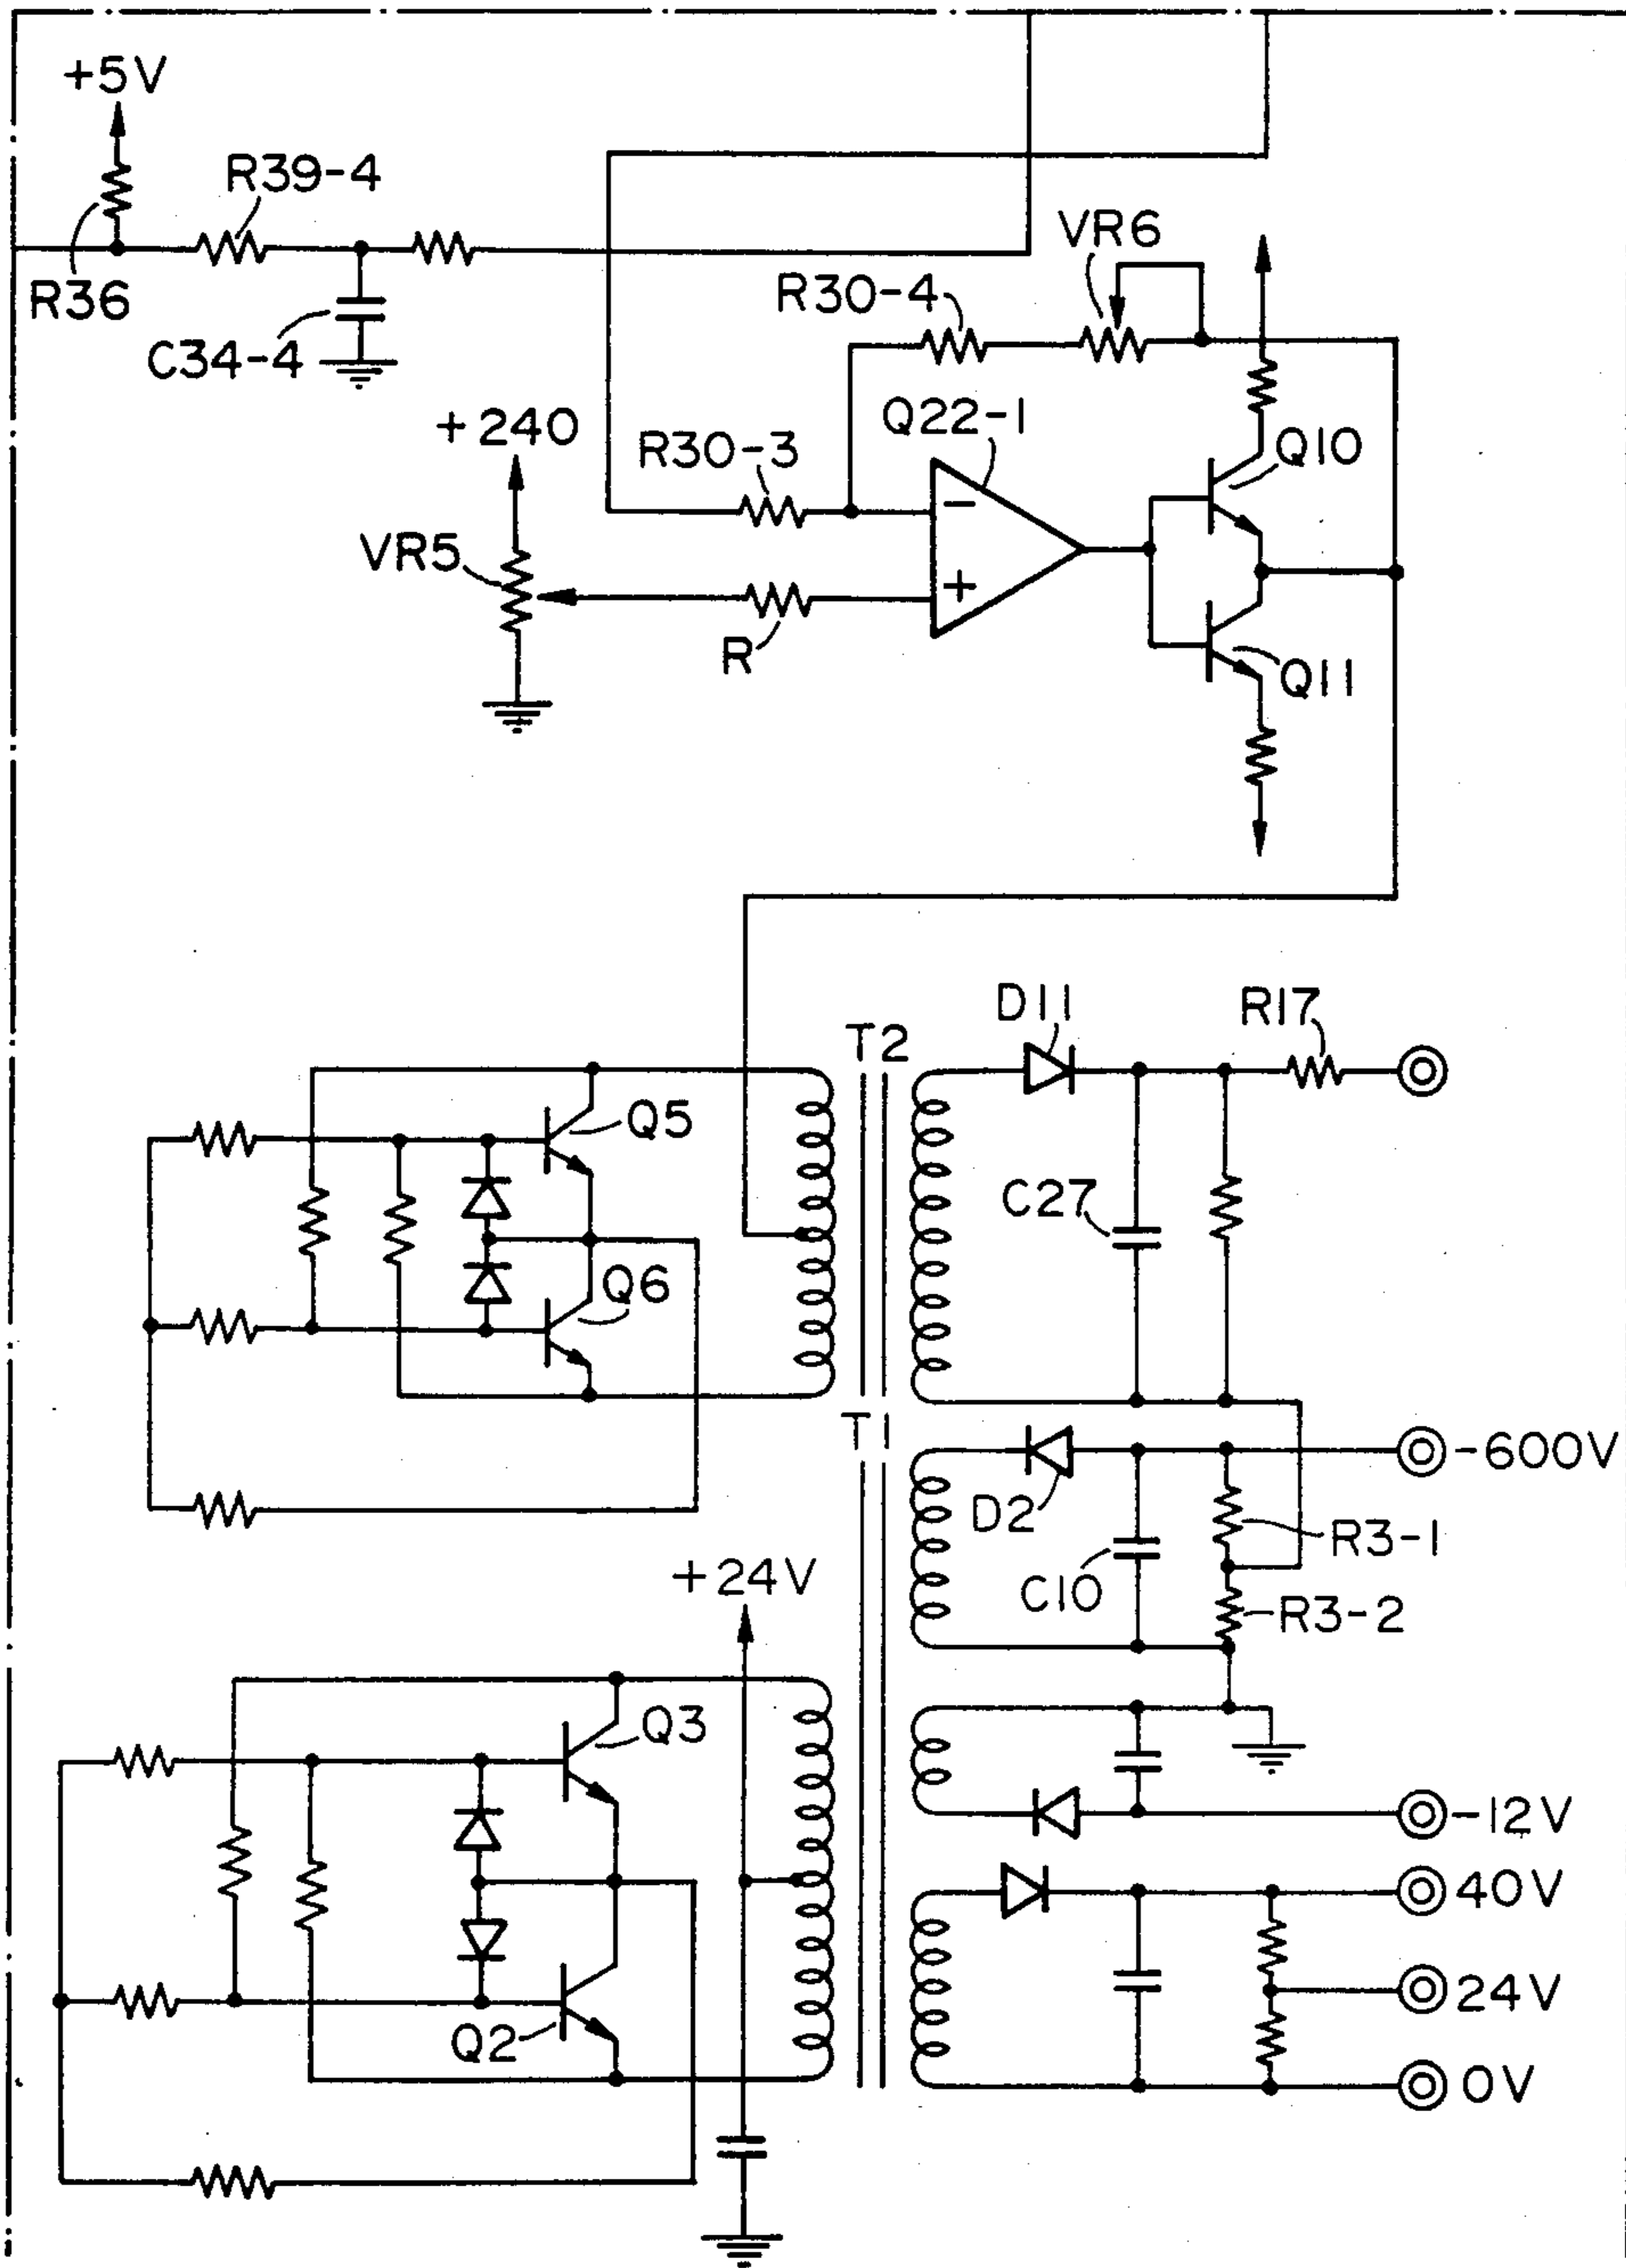 +5V
R39-4
R36
C34-4
VR6
R30-4
+240
R30-3
Q22-1
Q10
VR5
−
+
R
Q11
D11
R17
T2
Q5
C27
Q6
T1
-600V
D2
R3-1
+24V
C10
R3-2
Q3
-12V
40V
24V
Q2
0V